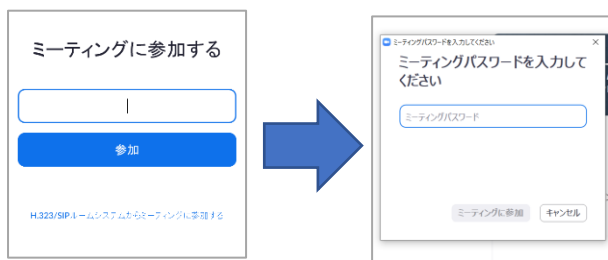 ミーティングに参加する
参加
H.323/SIPルームシステムからミーティングに参加する
ミーティングパスワードを入力してください
ミーティングパスワードを入力して
ください
ミーティングパスワード
ミーティングに参加
キャンセル